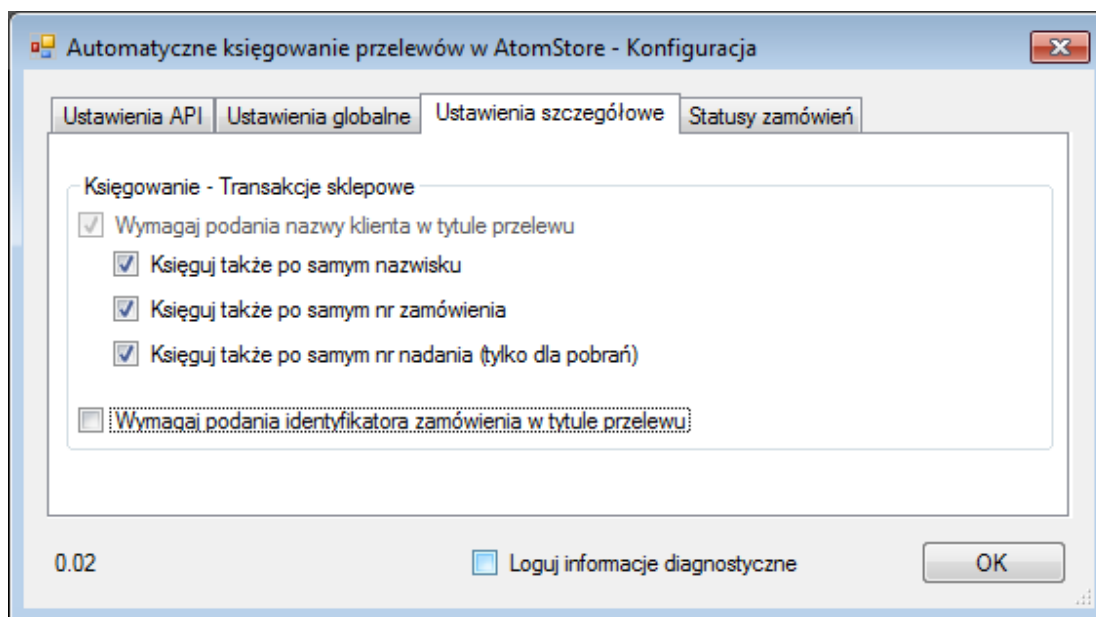 Automatyczne księgowanie przelewów w AtomStore - Konfiguracja
Ustawienia API Ustawienia globalne Ustawienia szczegółowe Statusy zamówień
Księgowanie - Transakcje sklepowe
Wymagaj podania nazwy klienta w tytule przelewu
Księguj także po samym nazwisku
Księguj także po samym nr zamówienia
Księguj także po samym nr nadania (tylko dla pobrań)
Wymagaj podania identyfikatora zamówienia w tytule przelewu
0.02 Loguj informacje diagnostyczne OK